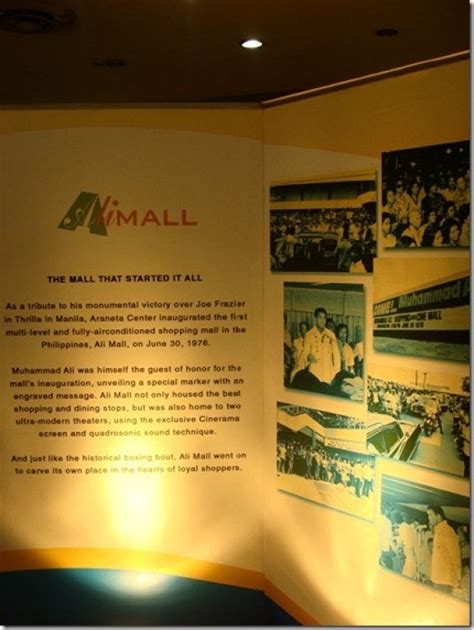 AliMALL
THE MALL THAT STARTED IT ALL
As a tribute to his monumental victory over Joe Frazier
in Thrilla in Manila, Araneta Center inaugurated the first
multi-level and fully-airconditioned shopping mall in the
Philippines, Ali Mall, on June 30, 1976.
Muhammad Ali was himself the guest of honor for the
mall's inauguration, unveiling a special marker with an
engraved message. Ali Mall not only housed the best
shopping and dining stops, but was also home to two
ultra-modern theaters, using the exclusive Cinerama
screen and quadrosonic sound technique.
And just like the historical boxing bout, Ali Mall went on
to carve its own place in the hearts of loyal shoppers.
Muhammad